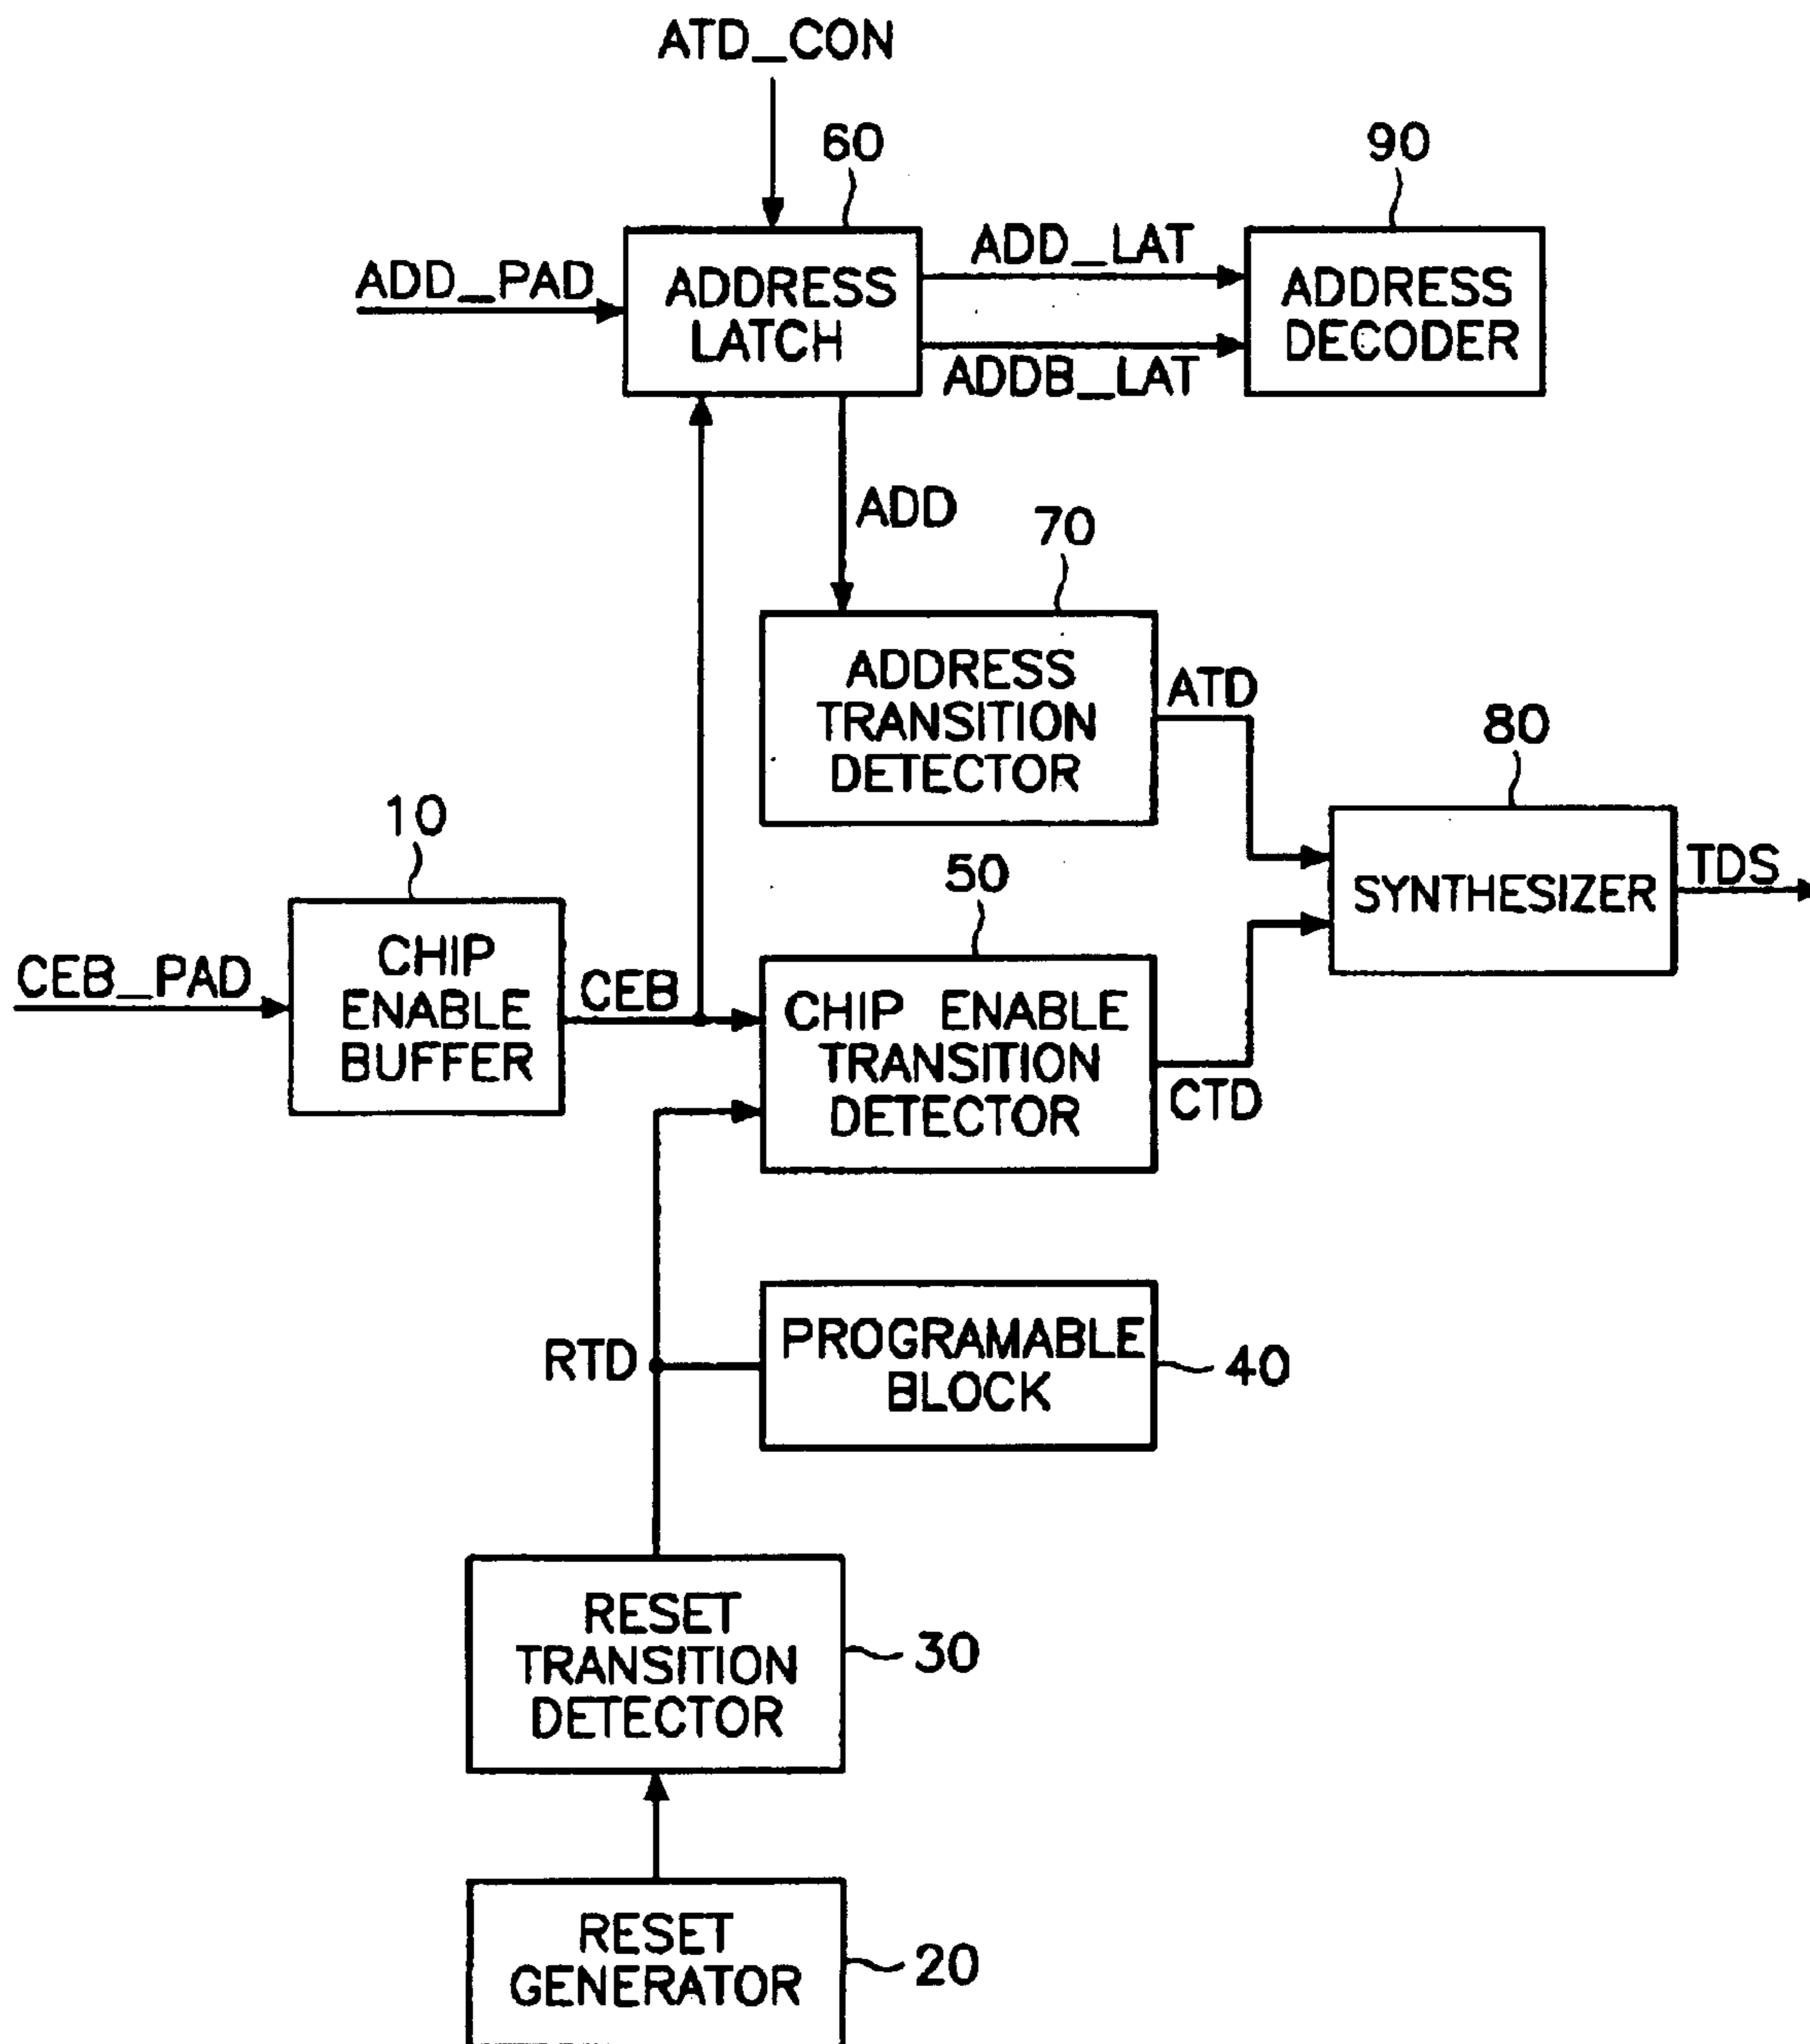 ATD_CON
60
90
ADD_PAD
ADDRESS
LATCH
ADD_LAT
ADDB_LAT
ADDRESS
DECODER
ADD
70
ADDRESS
TRANSITION
DETECTOR
ATD
80
SYNTHESIZER
TDS
10
CEB_PAD
CHIP
ENABLE
BUFFER
CEB
50
CHIP ENABLE
TRANSITION
DETECTOR
CTD
RTD
PROGRAMABLE
BLOCK
40
RESET
TRANSITION
DETECTOR
30
RESET
GENERATOR
20